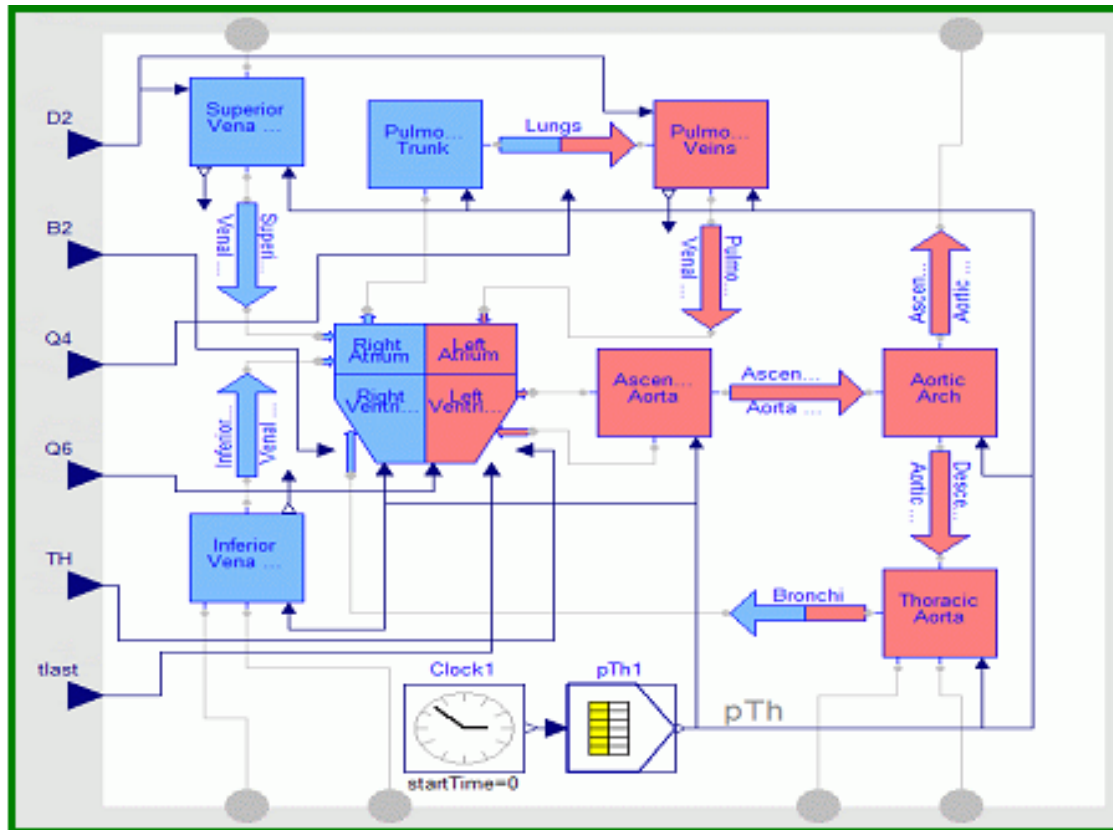 D2
Superior
Vena ...
Pulmo...
Trunk
Lungs
Pulmo...
Veins
B2
Superi...
Venal ...
Pulmo...
Venal ...
Ascen...
Aortic ...
Q4
Right
Atrium
Left
Atrium
Right
Ventri...
Left
Ventri...
Ascen...
Aorta
Ascen...
Aorta ...
Aortic
Arch
Q6
Inferior...
Venal ...
Desce...
Aortic ...
TH
Inferior
Vena ...
Bronchi
Thoracic
Aorta
tlast
Clock1
startTime=0
pTh1
pTh